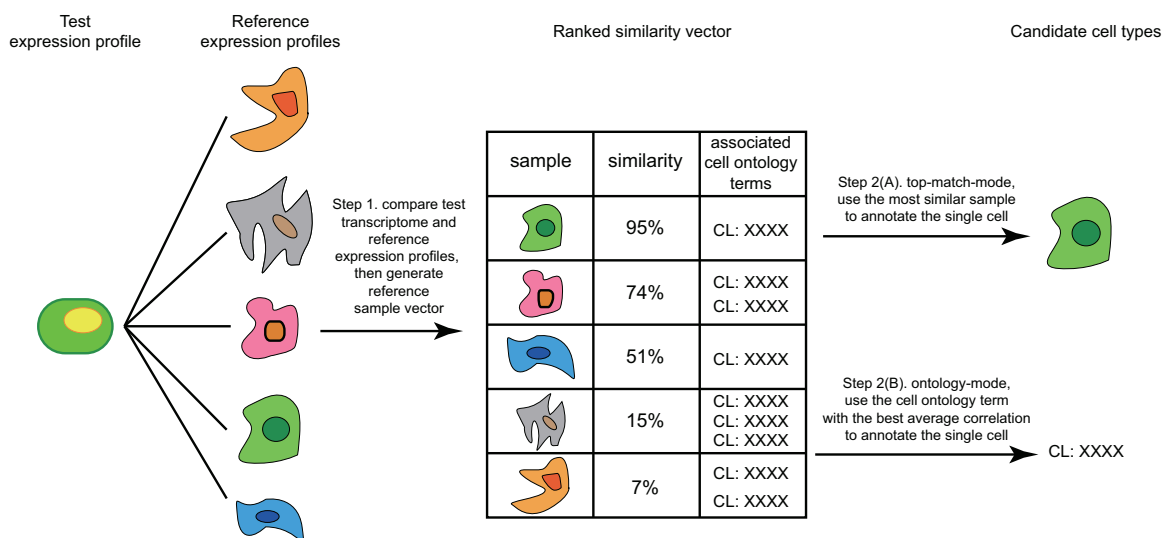 Test
expression profile
Reference
expression profiles
Ranked similarity vector
Candidate cell types
Step 1. compare test
transcriptome and
reference
expression profiles,
then generate
reference
sample vector
sample
similarity
associated
cell ontology
terms
95%
CL: XXXX
74%
CL: XXXX
CL: XXXX
51%
CL: XXXX
15%
CL: XXXX
CL: XXXX
CL: XXXX
7%
CL: XXXX
CL: XXXX
Step 2(A). top-match-mode,
use the most similar sample
to annotate the single cell
Step 2(B). ontology-mode,
use the cell ontology term
with the best average correlation
to annotate the single cell
CL: XXXX